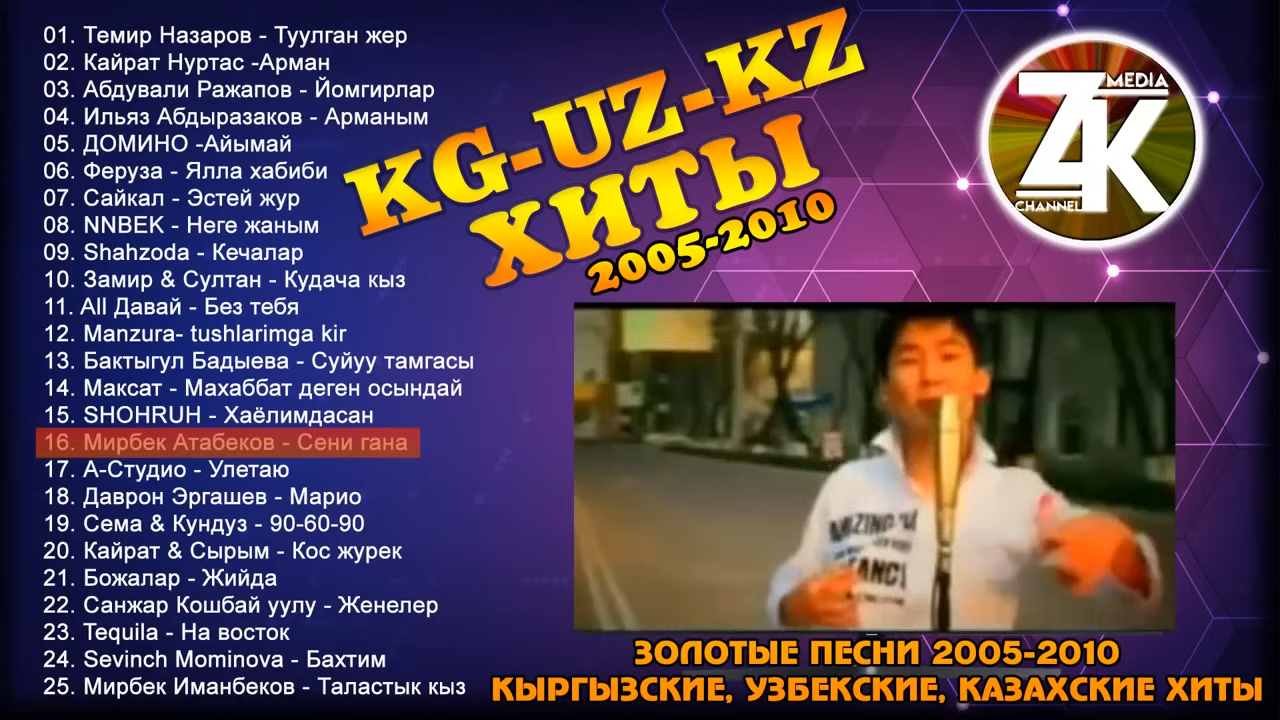 01. Темир Назаров - Туулган жер
02. Кайрат Нуртас -Арман
03. Абдували Ражапов - Йомгирлар
04. Ильяз Абдыразаков - Арманым
05. ДОМИНО -Айымай
06. Феруза - Ялла хабиби
07. Сайкал - Эстей жур
08. NNBEK - Неге жаным
09. Shahzoda - Кечалар
10. Замир & Султан - Кудача кыз
11. All Давай - Без тебя
12. Manzura- tushlarimga kir
13. Бактыгул Бадыева - Суйуу тамгасы
14. Максат - Махаббат деген осындай
15. SHOHRUH - Хаёлимдасан
16. Мирбек Атабеков - Сени гана
17. А-Студио - Улетаю
18. Даврон Эргашев - Марио
19. Сема & Кундуз - 90-60-90
20. Кайрат & Сырым - Кос журек
21. Божалар - Жийда
22. Санжар Кошбай уулу - Женелер
23. Tequila - На восток
24. Sevinch Mominova - Бахтим
25. Мирбек Иманбеков - Таластык кыз
KG-UZ-KZ
ХИТЫ
2005-2010
ZK
MEDIA
CHANNEL
ЗОЛОТЫЕ ПЕСНИ 2005-2010
КЫРГЫЗСКИЕ, УЗБЕКСКИЕ, КАЗАХСКИЕ ХИТЫ